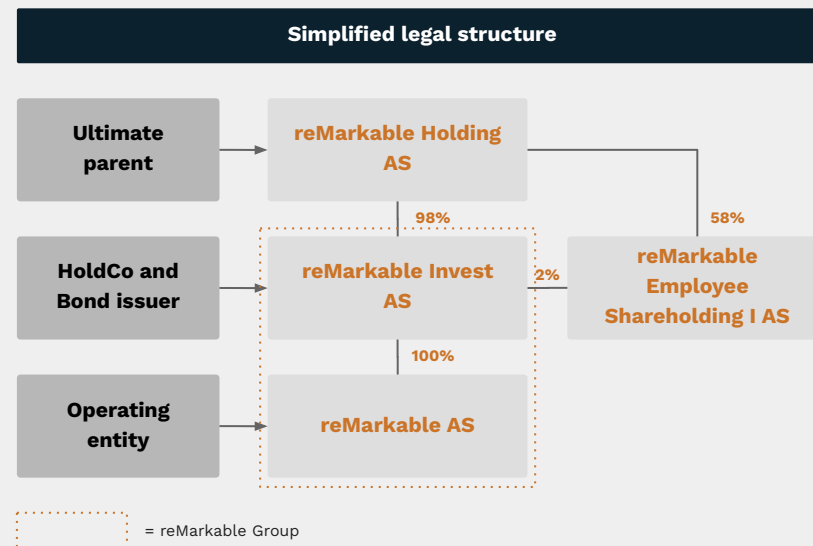 Simplified legal structure
Ultimate
parent
reMarkable Holding
AS
98%
58%
HoldCo and
Bond issuer
reMarkable Invest
AS
2%
reMarkable
Employee
Shareholding I AS
100%
Operating
entity
reMarkable AS
= reMarkable Group